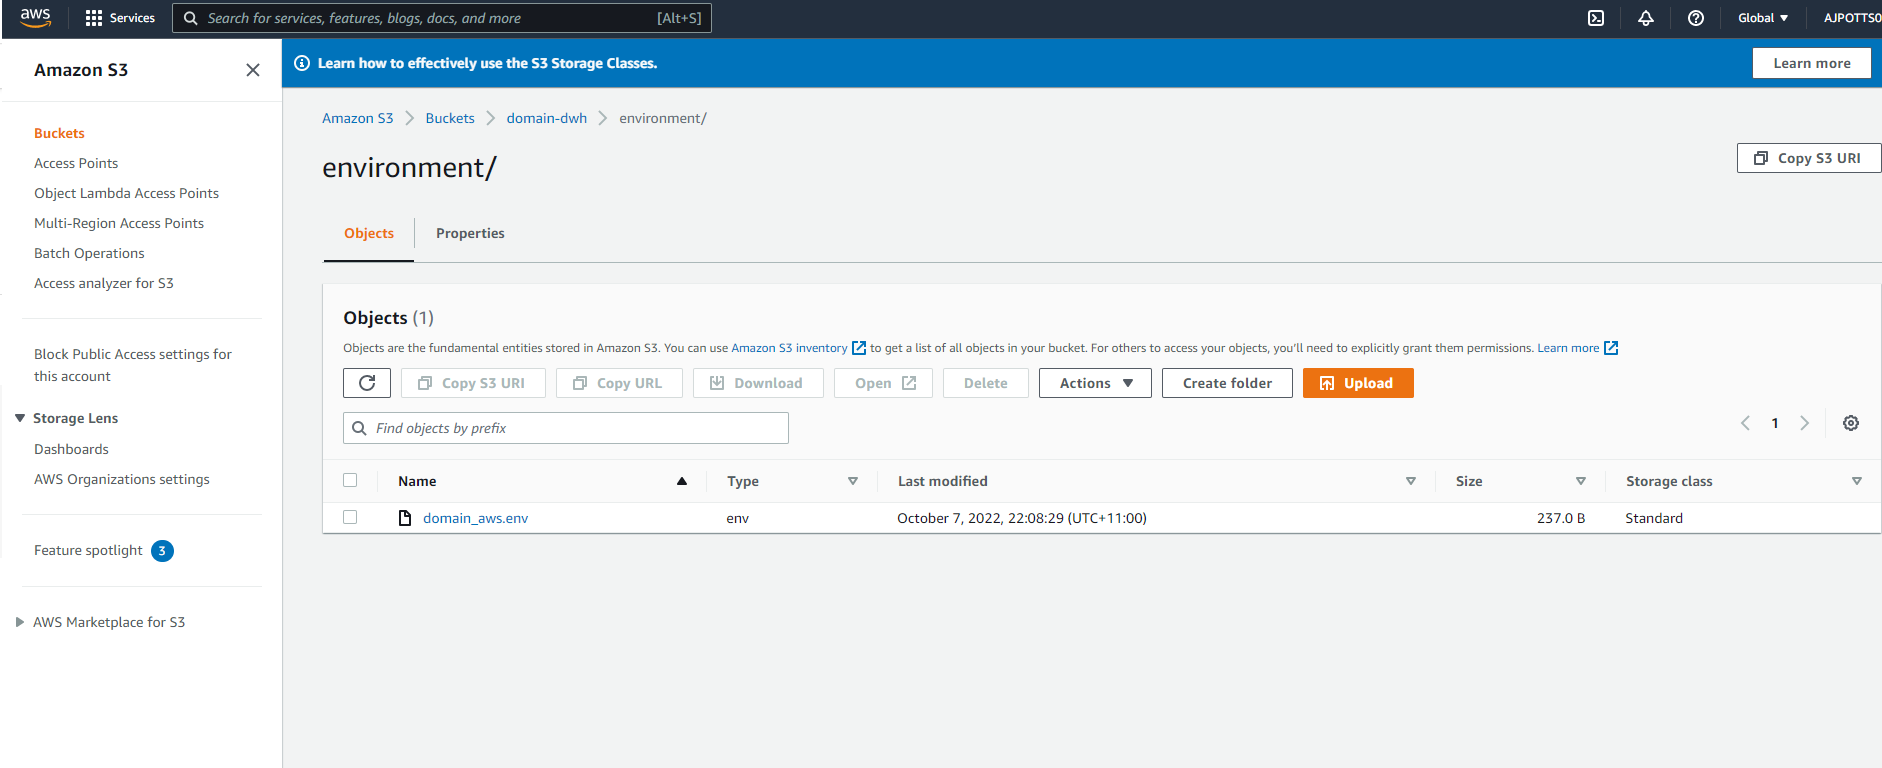 aws
Services
Search for services, features, blogs, docs, and more [Alt+S]
Global
AJPOTTS0
Amazon S3
Buckets
Access Points
Object Lambda Access Points
Multi-Region Access Points
Batch Operations
Access analyzer for S3
Block Public Access settings for
this account
Storage Lens
Dashboards
AWS Organizations settings
Feature spotlight 3
AWS Marketplace for S3
Learn how to effectively use the S3 Storage Classes.
Learn more
Amazon S3 Buckets domain-dwh environment/
environment/
Copy S3 URI
Objects Properties
Objects (1)
Objects are the fundamental entities stored in Amazon S3. You can use Amazon S3 inventory to get a list of all objects in your bucket. For others to access your objects, you'll need to explicitly grant them permissions. Learn more
Copy S3 URI Copy URL Download Open Delete Actions Create folder Upload
Find objects by prefix
1
Name Type Last modified Size Storage class
domain_aws.env env October 7, 2022, 22:08:29 (UTC+11:00) 237.0 B Standard